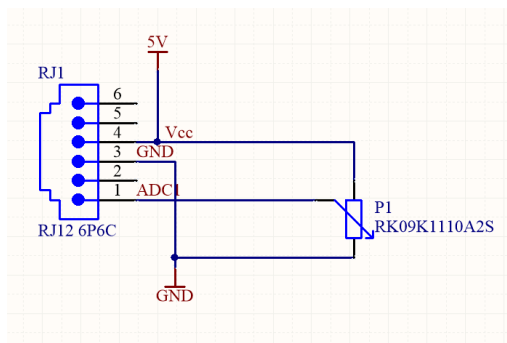 5V
RJ1
6
5
4
Vcc
3
GND
2
1
ADC1
P1
RK09K1110A2S
RJ12 6P6C
GND